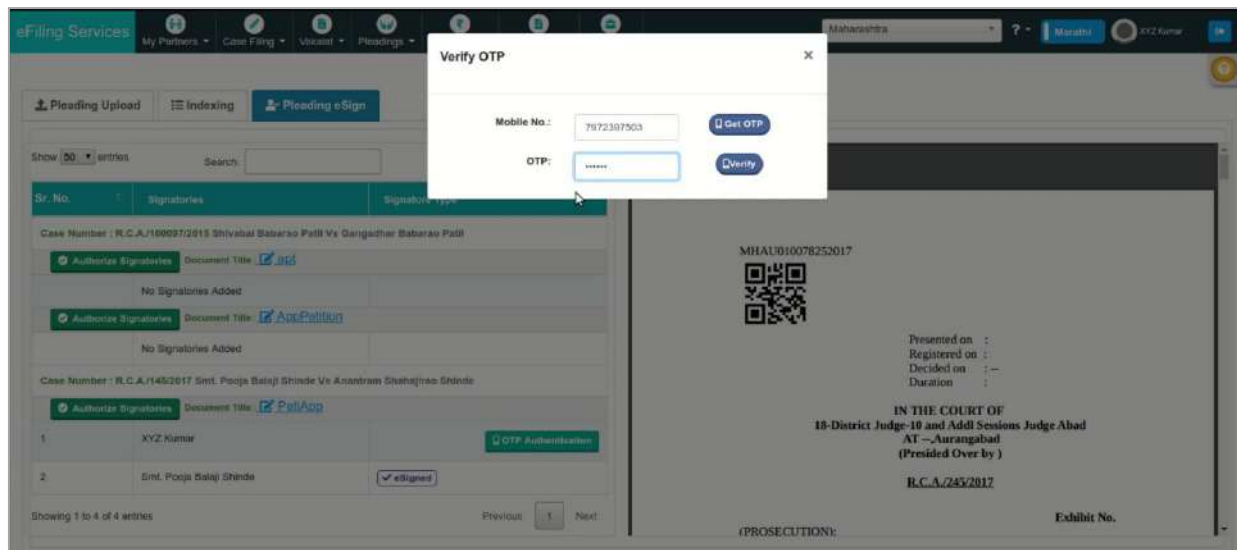 eFiling Services
My Partners
Case Filing
Vakalat
Pleadings
Maharashtra
?
Marathi
XYZ Kumar
Verify OTP
×
Mobile No.:
7972397503
Get OTP
OTP:
······
Verify
Pleading Upload
Indexing
Pleading eSign
Show 50 entries
Search:
Sr. No.
Signatories
Signature Type
Case Number : R.C.A./100097/2015 Shivabai Babarao Patil Vs Gangadhar Babarao Patil
Authorize Signatories Document Title : apl
No Signatories Added
Authorize Signatories Document Title : AppPetition
No Signatories Added
Case Number : R.C.A./145/2017 Smt. Pooja Balaji Shinde Vs Anantram Shahajirao Shinde
Authorize Signatories Document Title : PetiApp
1 XYZ Kumar OTP Authentication
2 Smt. Pooja Balaji Shinde eSigned
Showing 1 to 4 of 4 entries
Previous 1 Next
MHAU010078252017
Presented on :
Registered on :
Decided on : --
Duration :
IN THE COURT OF
18-District Judge-10 and Addl Sessions Judge Abad
AT --,Aurangabad
(Presided Over by )
R.C.A./245/2017
Exhibit No.
(PROSECUTION):